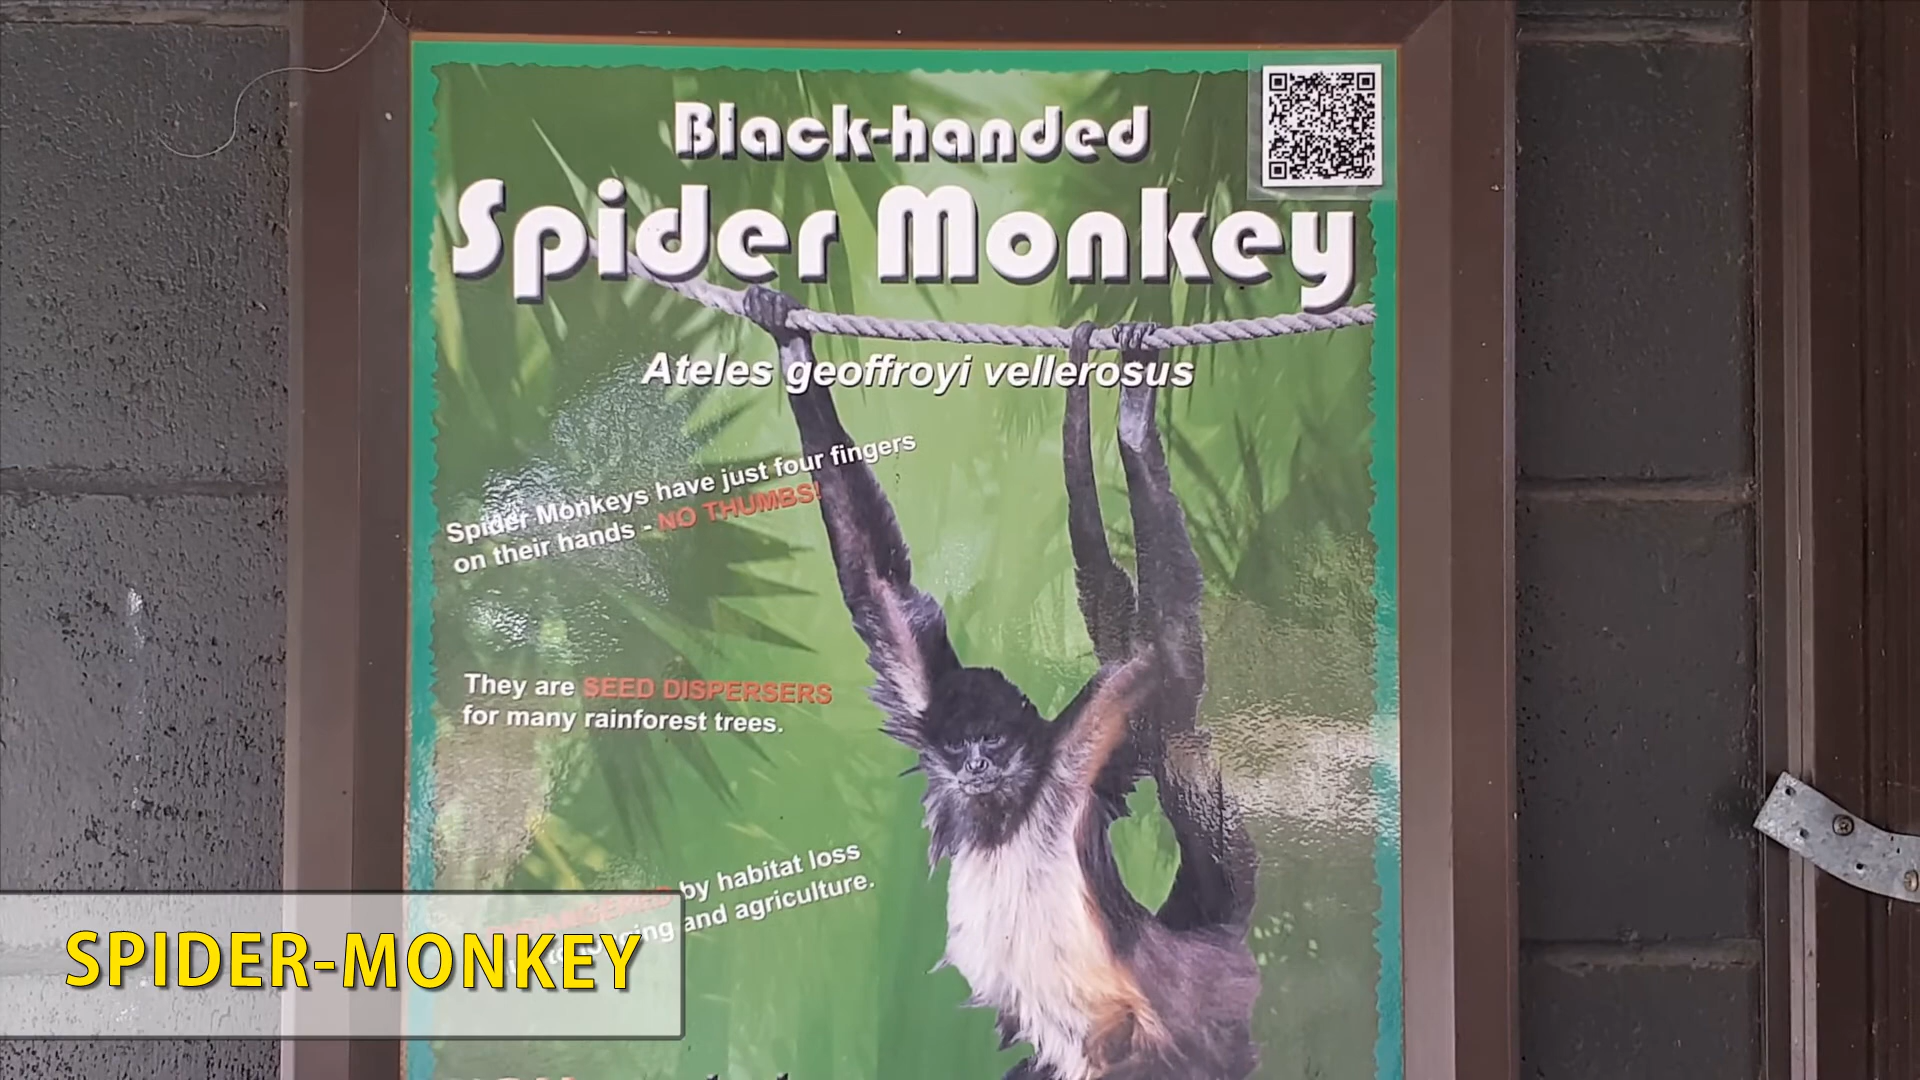 Black-handed
Spider Monkey
Ateles geoffroyi vellerosus
Spider Monkeys have just four fingers
on their hands - NO THUMBS!
They are SEED DISPERSERS
for many rainforest trees.
ENDANGERED by habitat loss
and agriculture.
SPIDER-MONKEY